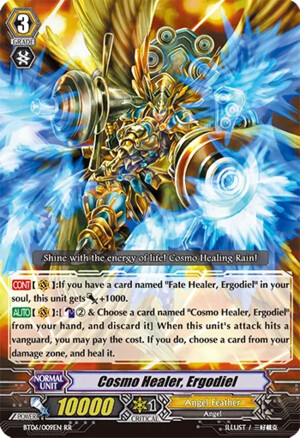 3
GRADE
Shine with the energy of life! Cosmo Healing Rain!
CONT [V]:If you have a card named "Fate Healer, Ergodiel" in
your soul, this unit gets +1000.
AUTO [V]:[②] & Choose a card named "Cosmo Healer, Ergodiel"
from your hand, and discard it] When this unit's attack hits a
vanguard, you may pay the cost. If you do, choose a card from your
damage zone, and heal it.
NORMAL
UNIT
Cosmo Healer, Ergodiel
POWER
10000
1
CRITICAL
Angel Feather
Angel
BT06/009EN RR
ILLUST / 三好載克